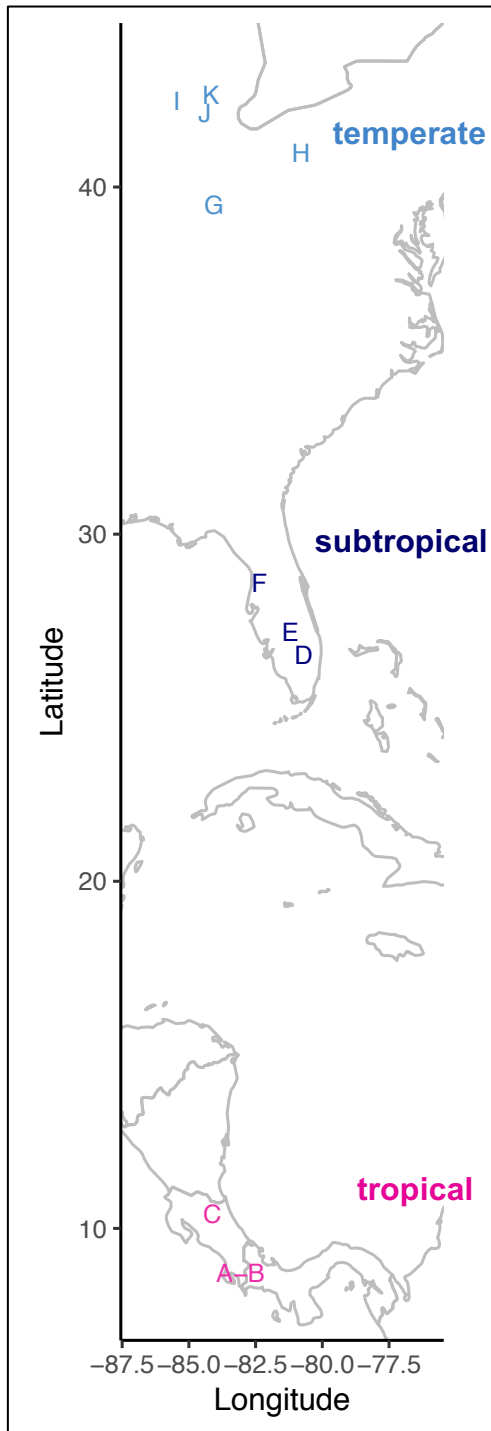 K
I
J
temperate
H
40
G
30
subtropical
F
E
D
Latitude
20
tropical
C
10
A–B
−87.5 −85.0 −82.5 −80.0 −77.5
Longitude